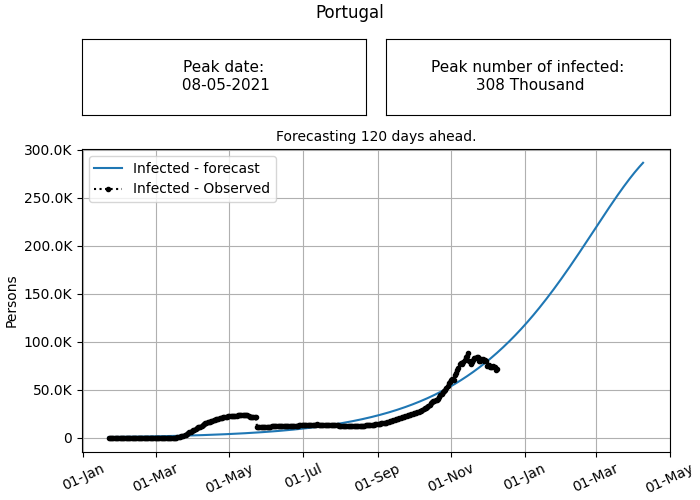 Portugal
Peak date:
08-05-2021
Peak number of infected:
308 Thousand
Forecasting 120 days ahead.
300.0K
250.0K
200.0K
150.0K
100.0K
50.0K
0
Persons
Infected - forecast
Infected - Observed
01-Jan
01-Mar
01-May
01-Jul
01-Sep
01-Nov
01-Jan
01-Mar
01-May